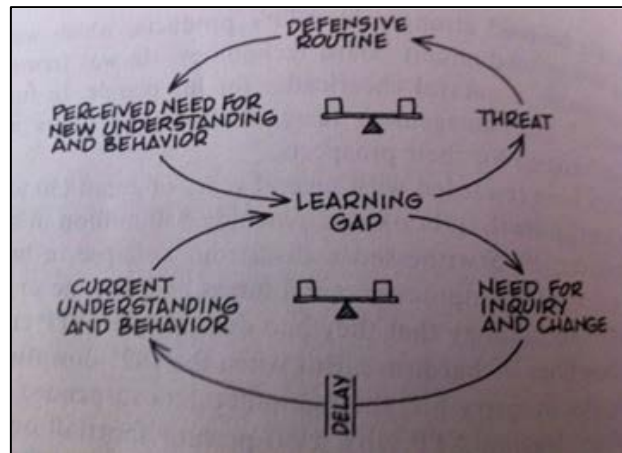 DEFENSIVE
ROUTINE
PERCEIVED NEED FOR
NEW UNDERSTANDING
AND BEHAVIOR
THREAT
LEARNING
GAP
CURRENT
UNDERSTANDING
AND BEHAVIOR
NEED FOR
INQUIRY
AND CHANGE
DELAY